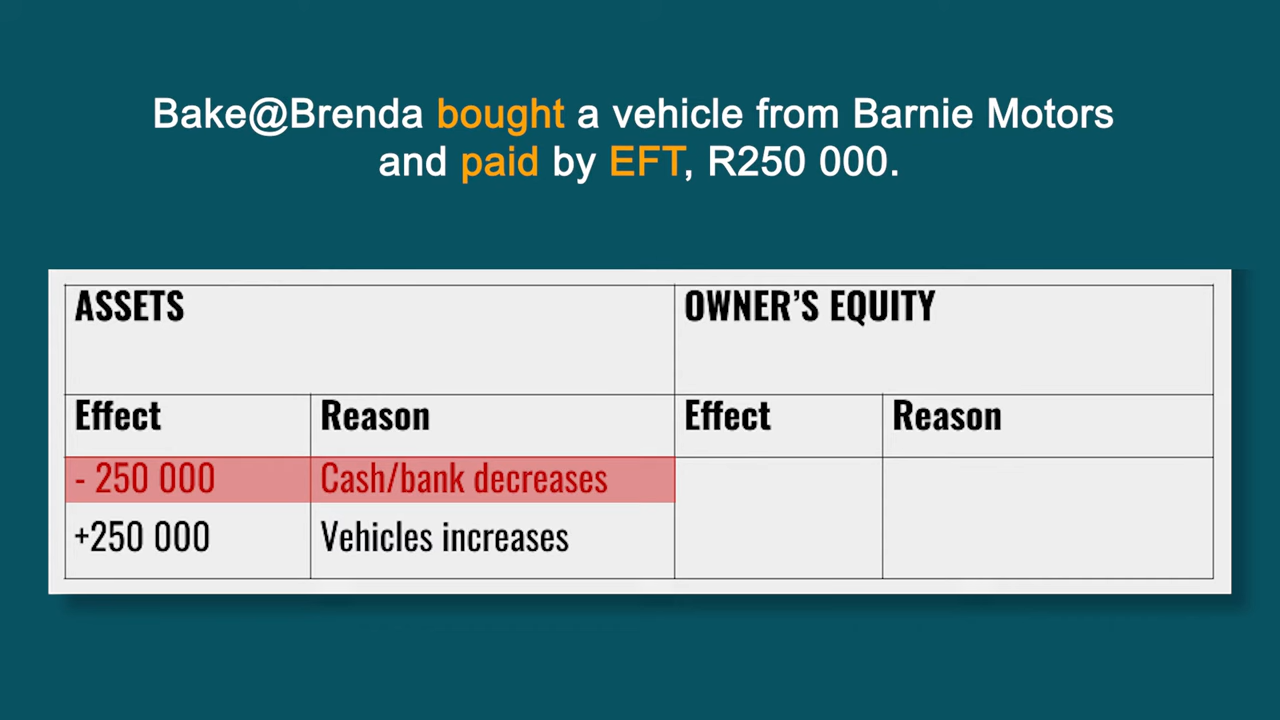 Bake@Brenda bought a vehicle from Barnie Motors
and paid by EFT, R250 000.
ASSETS OWNER'S EQUITY
Effect Reason Effect Reason
- 250 000 Cash/bank decreases
+250 000 Vehicles increases